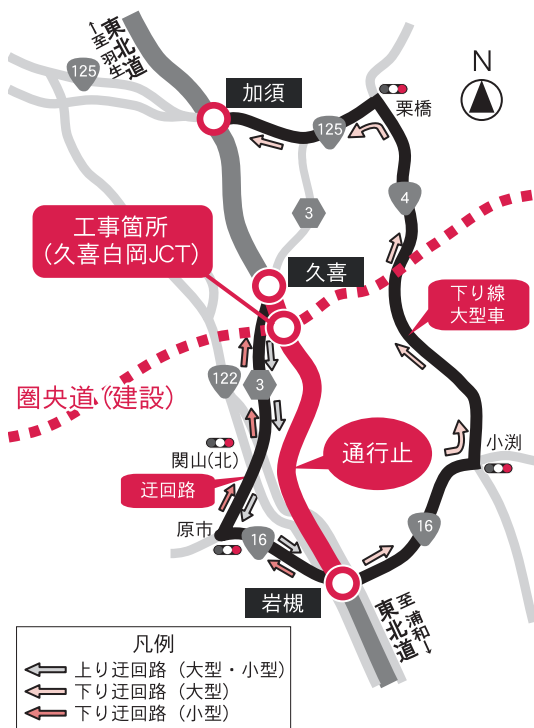 ↑至羽生
東北道
125
加須
125
栗橋
N
4
3
工事箇所
(久喜白岡JCT)
久喜
下り線
大型車
圏央道(建設)
122
3
通行止
小渕
関山(北)
迂回路
原市
16
16
岩槻
東北道
至浦和↓
凡例
上り迂回路(大型・小型)
下り迂回路(大型)
下り迂回路(小型)